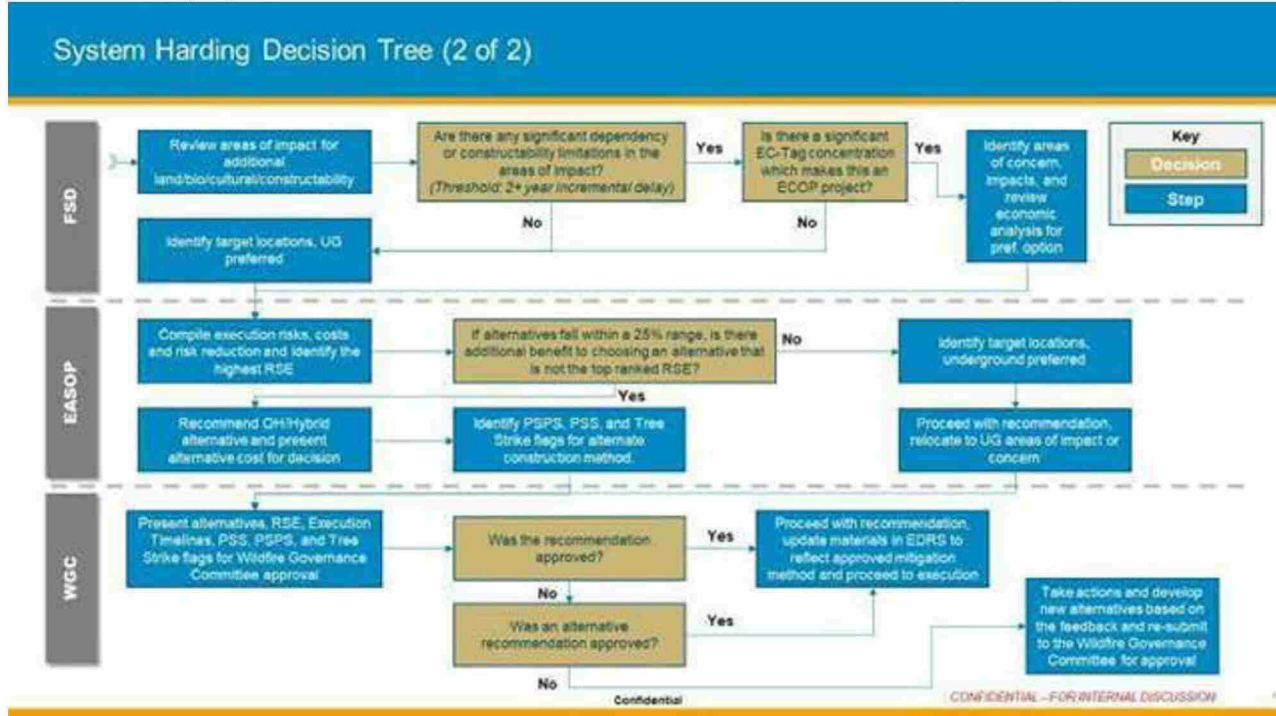 System Harding Decision Tree (2 of 2)
FSD
Review areas of impact for
additional
land/bio/cultural/constructability
Are there any significant dependency
or constructability limitations in the
areas of impact?
(Threshold: 2+ year incremental delay)
Yes
No
Is there a significant
EC-Tag concentration
which makes this an
ECOP project?
Yes
No
Identify areas
of concern,
impacts, and
review
economic
analysis for
pref. option
Key
Decision
Step
Identify target locations, UG
preferred
EASOP
Compile execution risks, costs
and risk reduction and identify the
highest RSE
If alternatives fall within a 25% range, is there
additional benefit to choosing an alternative that
is not the top ranked RSE?
No
Yes
Identify target locations,
underground preferred
Recommend OH/Hybrid
alternative and present
alternative cost for decision
Identify PSPS, PSS, and Tree
Strike flags for alternate
construction method.
Proceed with recommendation,
relocate to UG areas of impact or
concern
WGC
Present alternatives, RSE, Execution
Timelines, PSS, PSPS, and Tree
Strike flags for Wildfire Governance
Committee approval
Was the recommendation
approved?
Yes
No
Proceed with recommendation,
update materials in EDRS to
reflect approved mitigation
method and proceed to execution
Was an alternative
recommendation approved?
Yes
No
Take actions and develop
new alternatives based on
the feedback and re-submit
to the Wildfire Governance
Committee for approval
Confidential
CONFIDENTIAL - FOR INTERNAL DISCUSSION